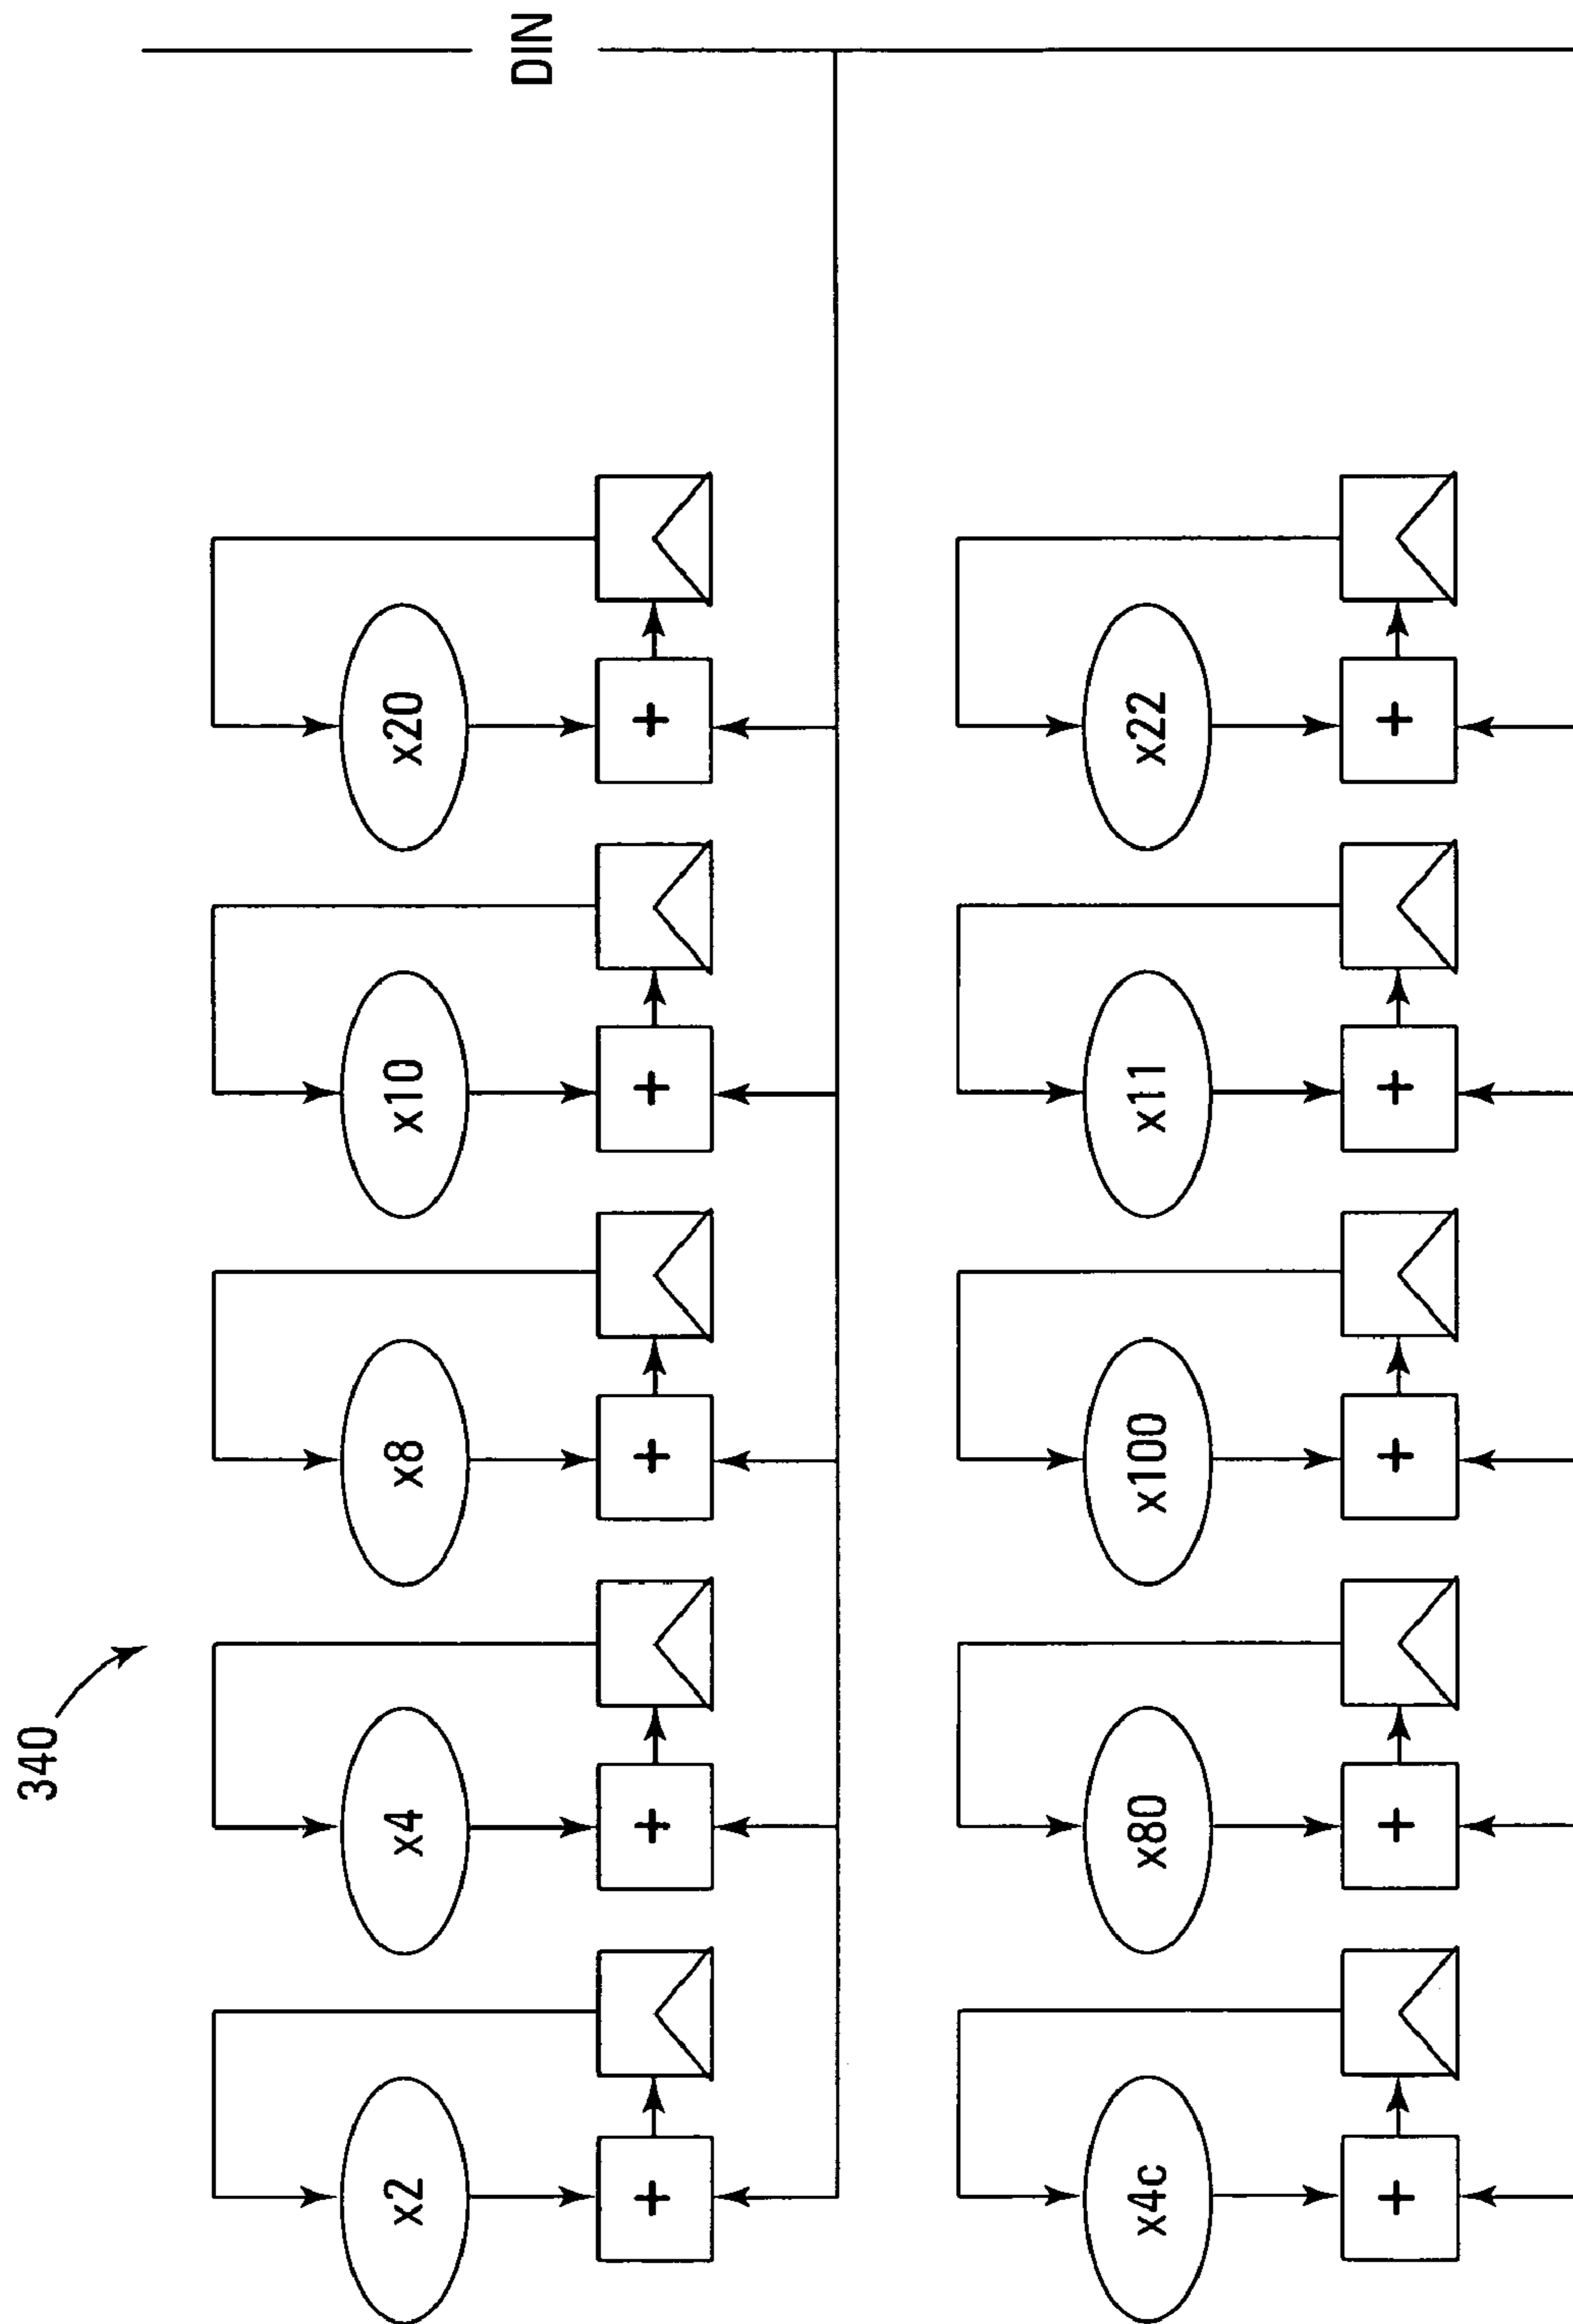 340
x2 x4 x8 x10 x20
DIN
+ + + + +
x4c x80 x100 x11 x22
+ + + + +